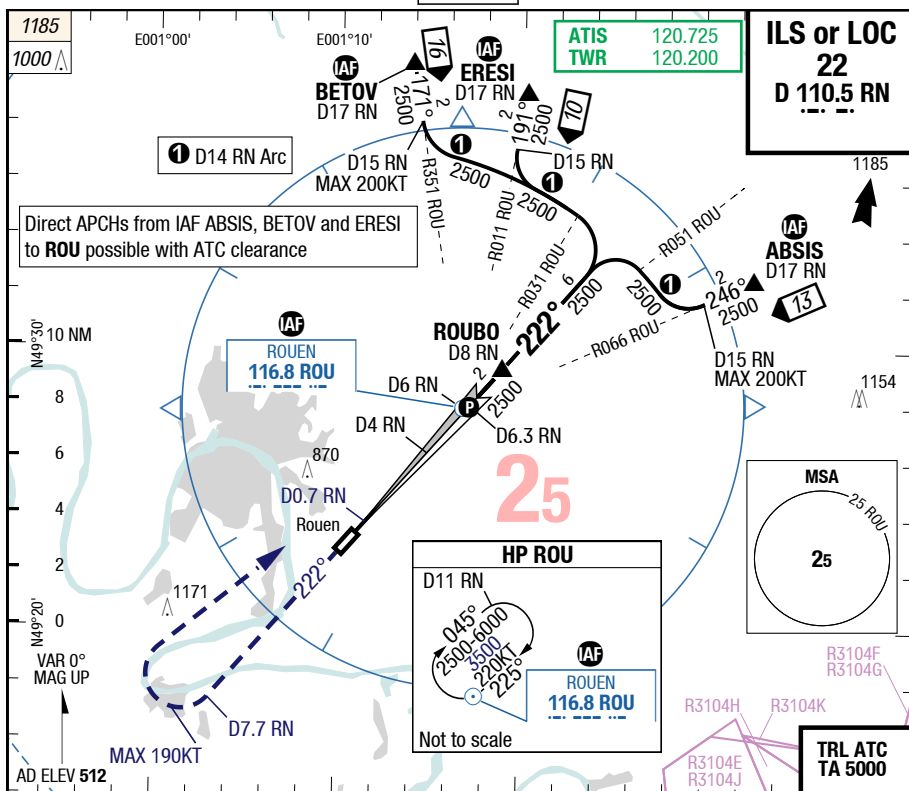 1185
1000
E001°00'
E001°10'
ATIS 120.725
TWR 120.200
ILS or LOC
22
D 110.5 RN
IAF
BETOV
D17 RN
16
171°
2
2500
IAF
ERESI
D17 RN
10
191°
2
2500
1 D14 RN Arc
D15 RN
MAX 200KT
1
2500
D15 RN
1
2500
1185
Direct APCHs from IAF ABSIS, BETOV and ERESI
to ROU possible with ATC clearance
R351 ROU
R011 ROU
R031 ROU
R051 ROU
R066 ROU
IAF
ABSIS
D17 RN
13
2
246°
2500
1
2500
D15 RN
MAX 200KT
6
222°
2500
N49°30'
10 NM
8
6
4
2
0
N49°20'
IAF
ROUEN
116.8 ROU
ROUBO
D8 RN
2
2500
D6 RN
P
D6.3 RN
D4 RN
1154
870
D0.7 RN
Rouen
25
MSA
25 ROU
25
222°
1171
HP ROU
D11 RN
045°
2500-6000
3500
220KT
225°
IAF
ROUEN
116.8 ROU
Not to scale
VAR 0°
MAG UP
D7.7 RN
MAX 190KT
AD ELEV 512
R3104F
R3104G
R3104H
R3104K
R3104E
R3104J
TRL ATC
TA 5000